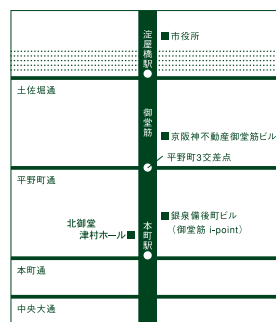 淀屋橋駅
市役所
土佐堀通
御堂筋
京阪神不動産御堂筋ビル
平野町3交差点
平野町通
銀泉備後町ビル
（御堂筋 i-point）
北御堂
津村ホール
本町駅
本町通
中央大通